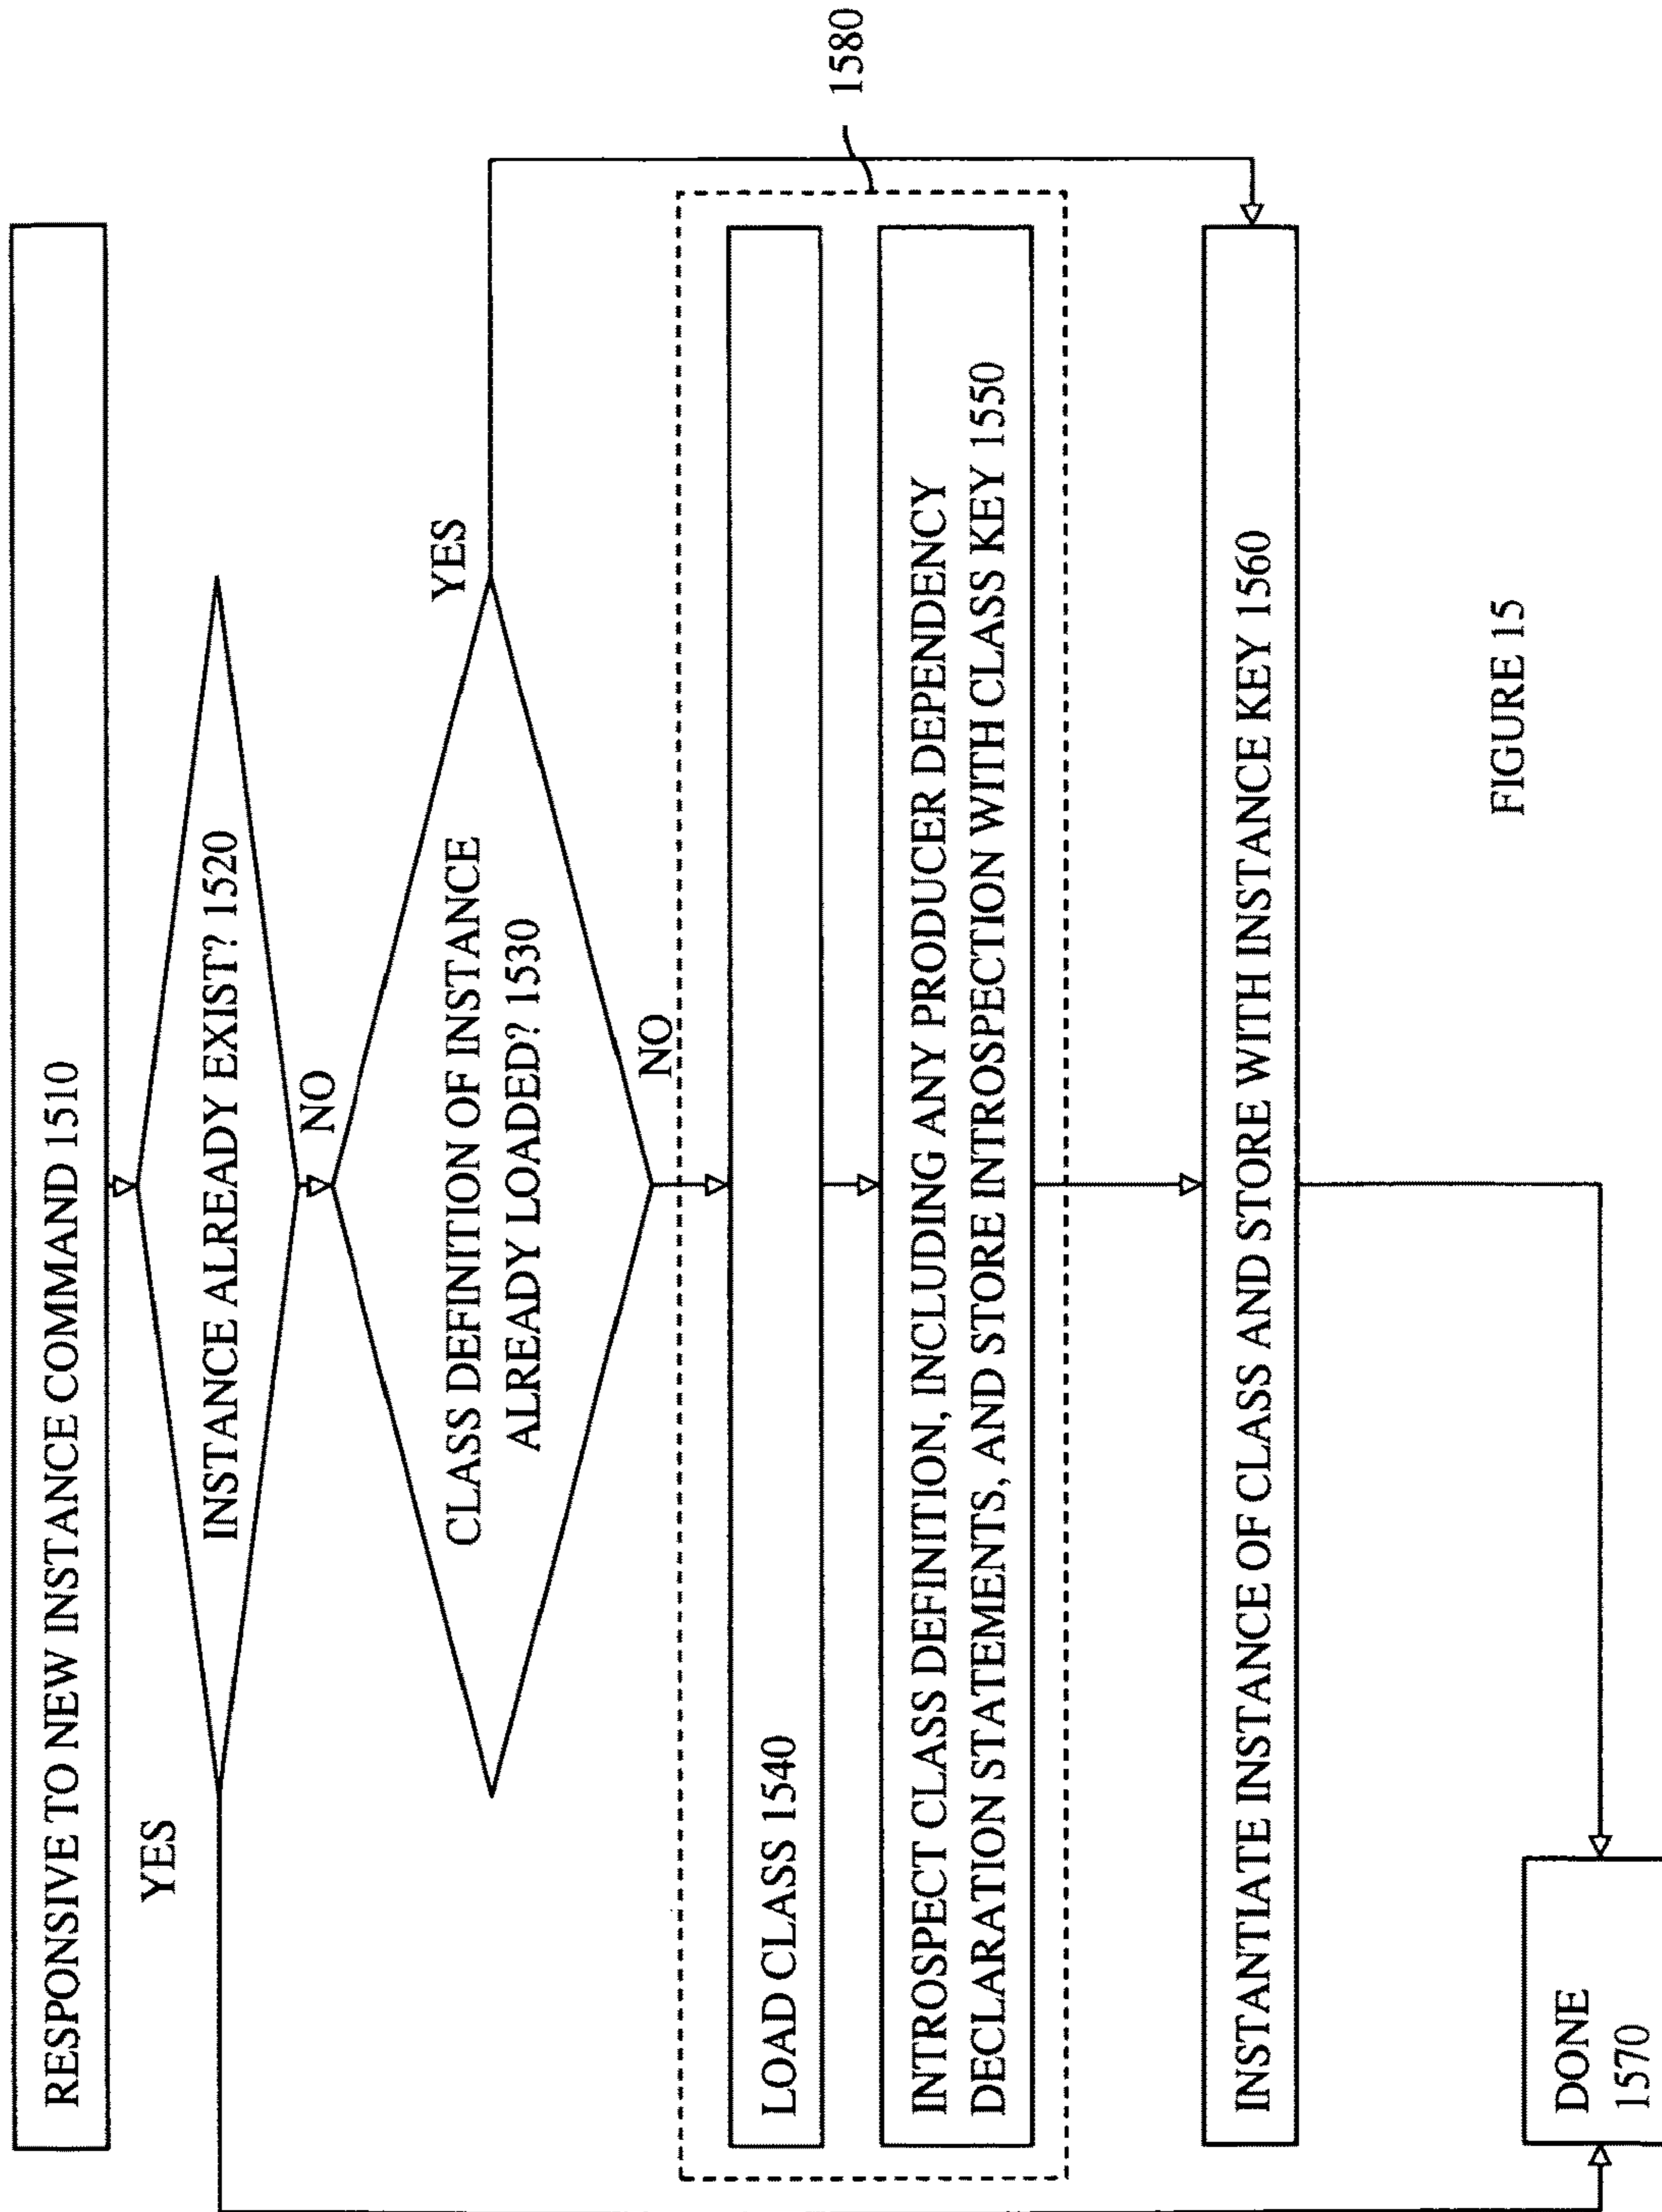 RESPONSIVE TO NEW INSTANCE COMMAND 1510
YES
INSTANCE ALREADY EXIST? 1520
NO
CLASS DEFINITION OF INSTANCE
ALREADY LOADED? 1530
YES
NO
1580
LOAD CLASS 1540
INTROSPECT CLASS DEFINITION, INCLUDING ANY PRODUCER DEPENDENCY
DECLARATION STATEMENTS, AND STORE INTROSPECTION WITH CLASS KEY 1550
INSTANTIATE INSTANCE OF CLASS AND STORE WITH INSTANCE KEY 1560
DONE
1570
FIGURE 15